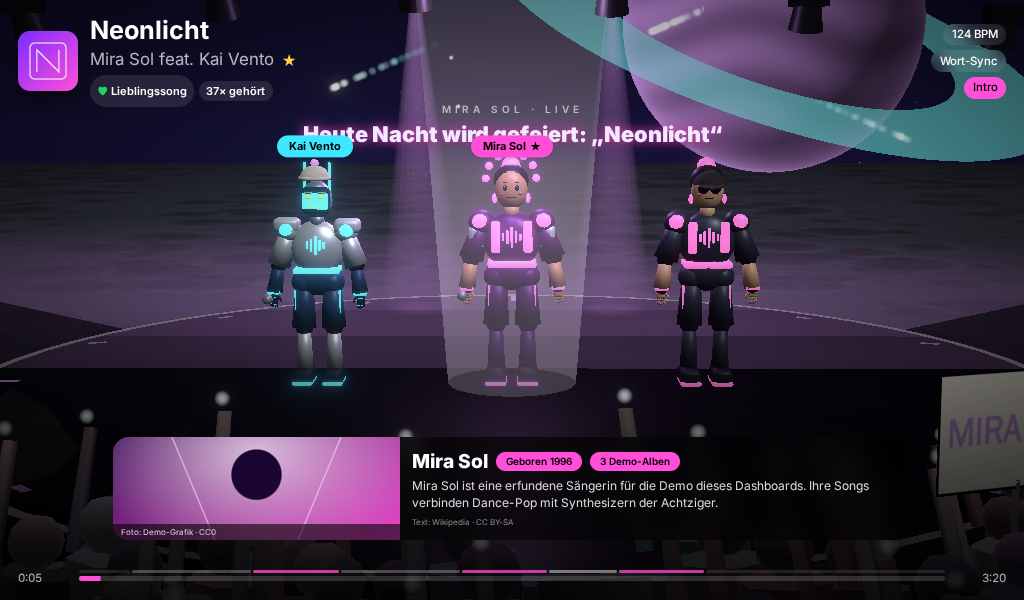 Neonlicht
Mira Sol feat. Kai Vento ★
Lieblingssong
37× gehört
124 BPM
Wort-Sync
Intro
MIRA SOL · LIVE
Heute Nacht wird gefeiert: „Neonlicht“
Kai Vento
Mira Sol ★
MIRA
Mira Sol
Geboren 1996
3 Demo-Alben
Mira Sol ist eine erfundene Sängerin für die Demo dieses Dashboards. Ihre Songs
verbinden Dance-Pop mit Synthesizern der Achtziger.
Text: Wikipedia · CC BY-SA
Foto: Demo-Grafik · CC0
0:05
3:20